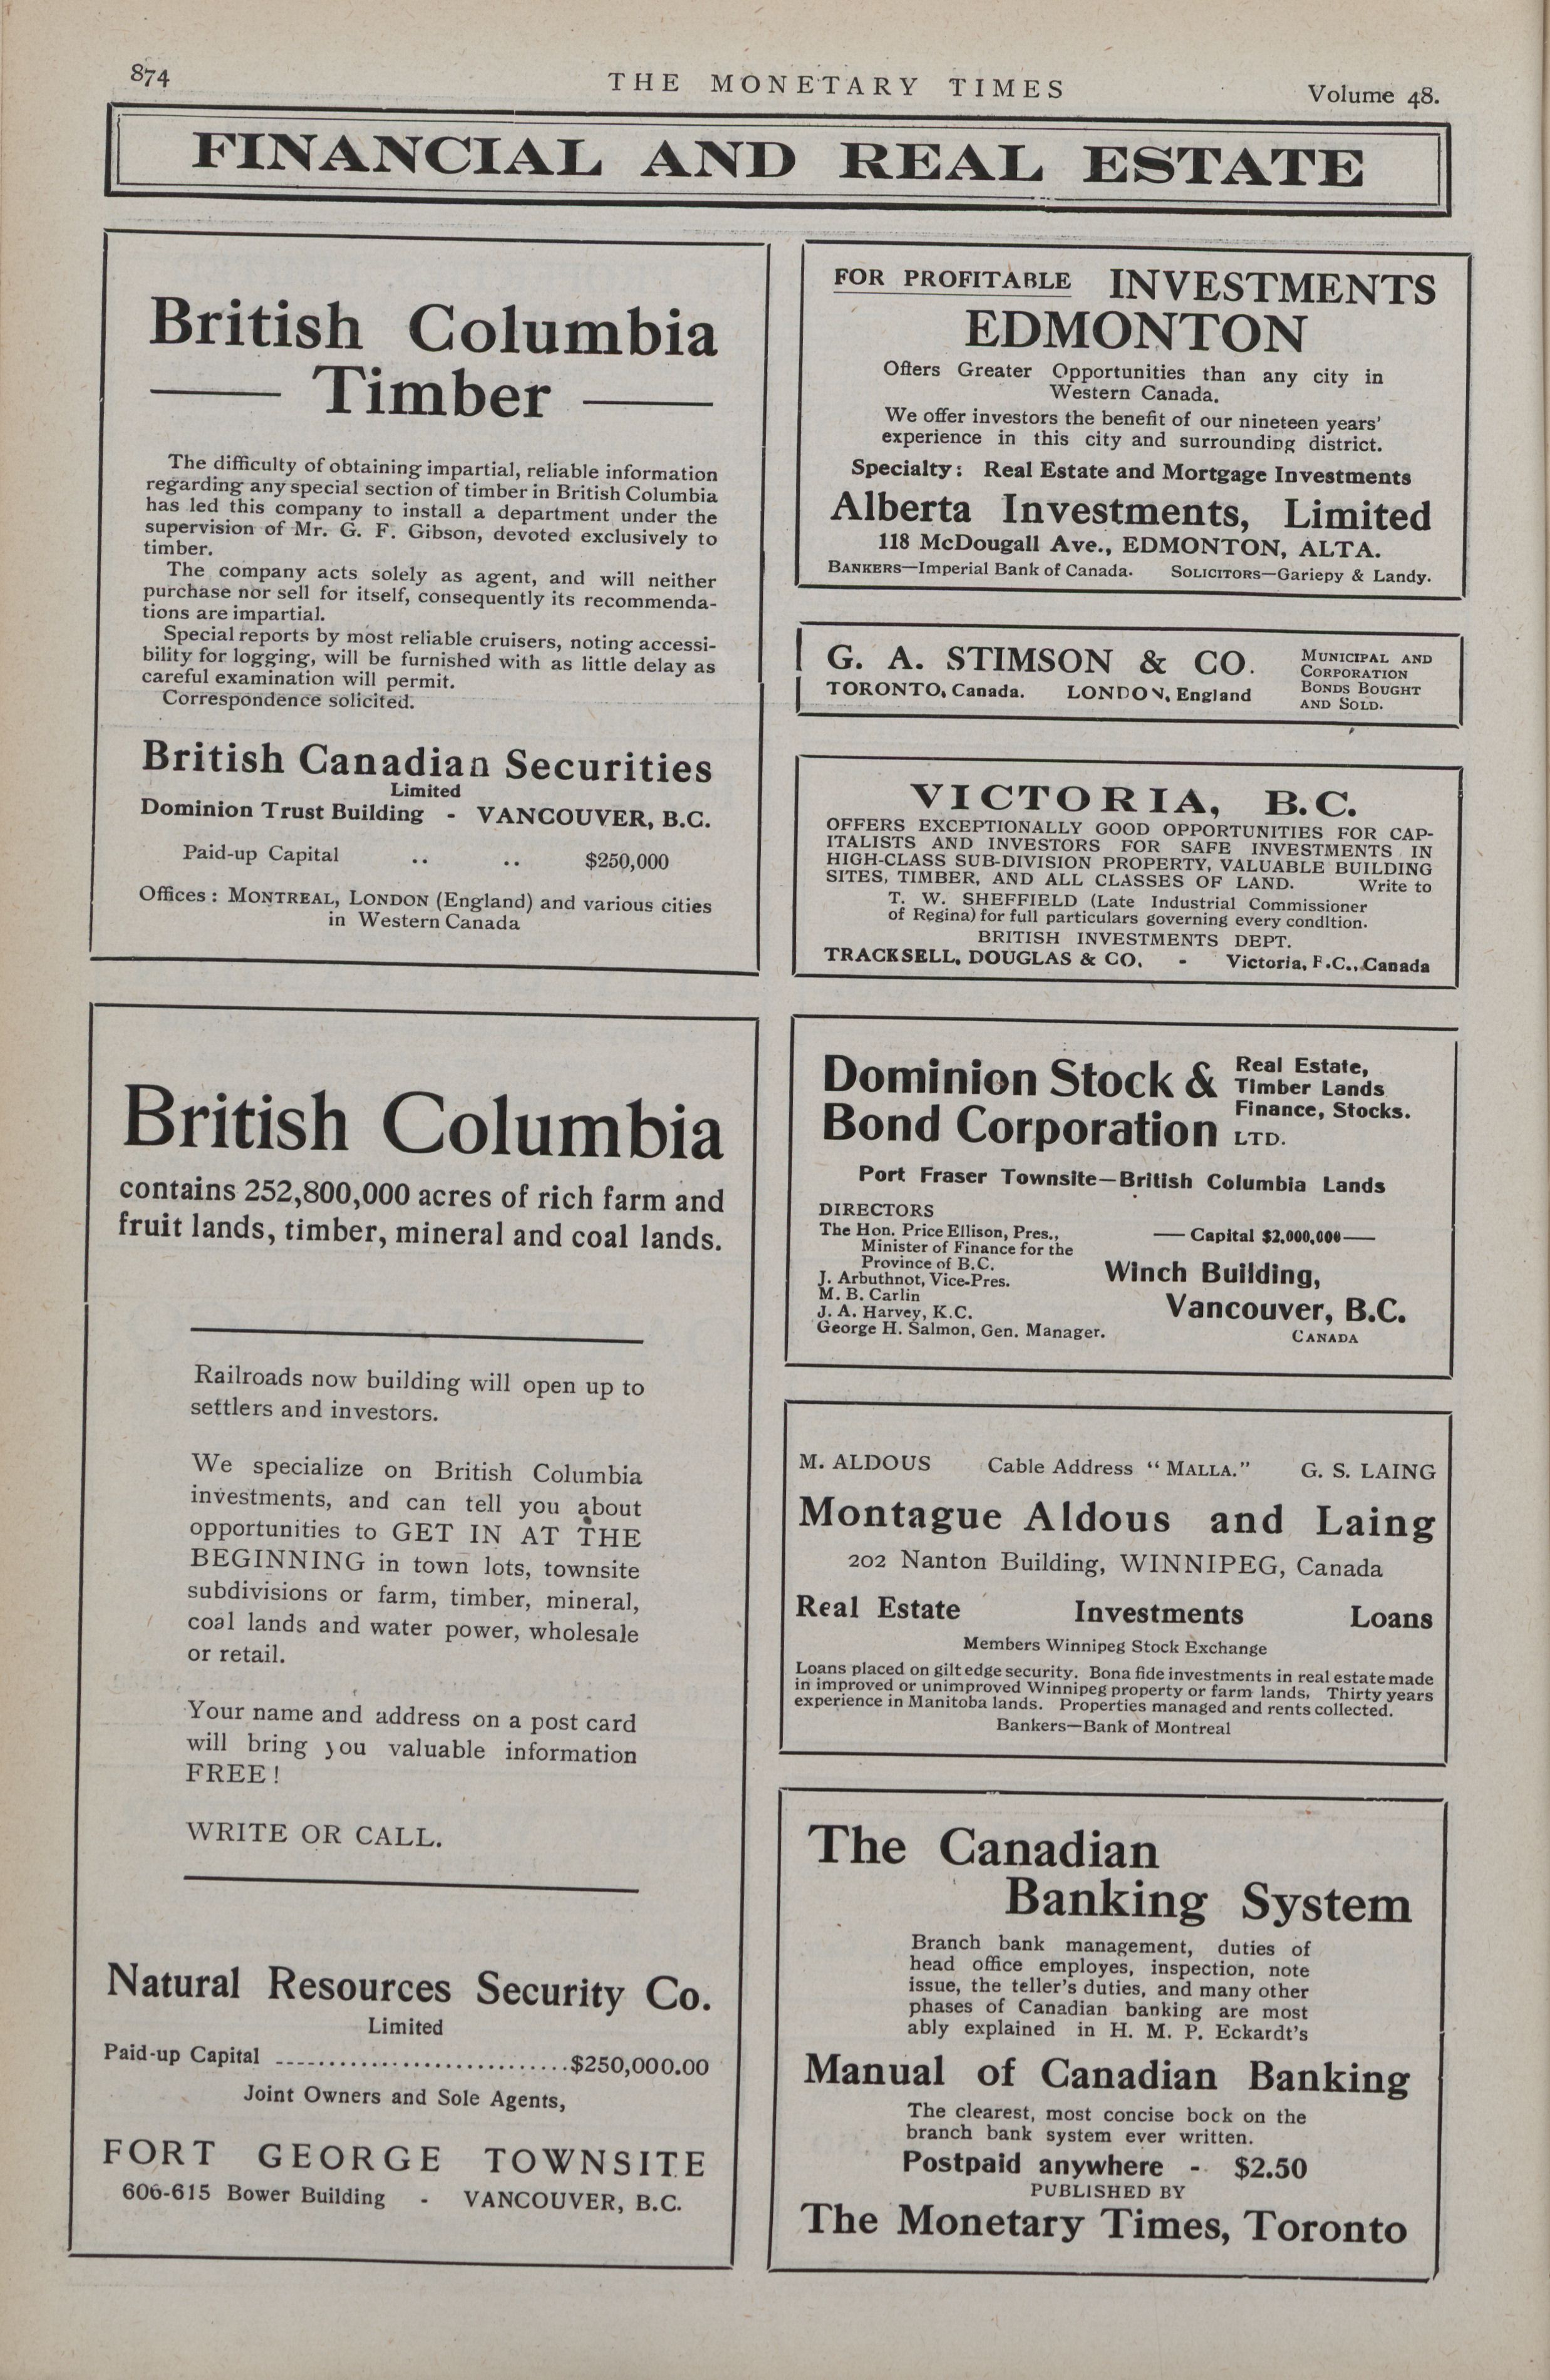 874
THE MONETARY TIMES
Volume 48.
FINANCIAL AND REAL ESTATE
British Columbia
Timber
The difficulty of obtaining impartial, reliable information
regarding any special section of timber in British Columbia
has led this company to install a department under the
supervision of Mr. G. F. Gibson, devoted exclusively to
timber.
The company acts solely as agent, and will neither
purchase nor sell for itself, consequently its recommenda-
tions are impartial.
Special reports by most reliable cruisers, noting accessi-
bility for logging, will be furnished with as little delay as
careful examination will permit.
Correspondence solicited.
British Canadian Securities
Limited
Dominion Trust Building - VANCOUVER, B.C.
Paid-up Capital .. .. $250,000
Offices : MONTREAL, LONDON (England) and various cities
in Western Canada
British Columbia
contains 252,800,000 acres of rich farm and
fruit lands, timber, mineral and coal lands.
Railroads now building will open up to
settlers and investors.
We specialize on British Columbia
investments, and can tell you about
opportunities to GET IN AT THE
BEGINNING in town lots, townsite
subdivisions or farm, timber, mineral,
coal lands and water power, wholesale
or retail.
Your name and address on a post card
will bring you valuable information
FREE!
WRITE OR CALL.
Natural Resources Security Co.
Limited
Paid-up Capital ............................$250,000.00
Joint Owners and Sole Agents,
FORT GEORGE TOWNSITE
606-615 Bower Building - VANCOUVER, B.C.
FOR PROFITABLE INVESTMENTS
EDMONTON
Offers Greater Opportunities than any city in
Western Canada.
We offer investors the benefit of our nineteen years'
experience in this city and surrounding district.
Specialty: Real Estate and Mortgage Investments
Alberta Investments, Limited
118 McDougall Ave., EDMONTON, ALTA.
BANKERS—Imperial Bank of Canada. SOLICITORS—Gariepy & Landy.
G. A. STIMSON & CO.
TORONTO, Canada. LONDON, England
MUNICIPAL AND
CORPORATION
BONDS BOUGHT
AND SOLD.
VICTORIA, B.C.
OFFERS EXCEPTIONALLY GOOD OPPORTUNITIES FOR CAP-
ITALISTS AND INVESTORS FOR SAFE INVESTMENTS IN
HIGH-CLASS SUB-DIVISION PROPERTY, VALUABLE BUILDING
SITES, TIMBER, AND ALL CLASSES OF LAND. Write to
T. W. SHEFFIELD (Late Industrial Commissioner
of Regina) for full particulars governing every condition.
BRITISH INVESTMENTS DEPT.
TRACKSELL, DOUGLAS & CO. - Victoria, B.C., Canada
Dominion Stock &
Bond Corporation
Real Estate,
Timber Lands
Finance, Stocks.
LTD.
Port Fraser Townsite—British Columbia Lands
DIRECTORS
The Hon. Price Ellison, Pres.,
Minister of Finance for the
Province of B.C.
J. Arbuthnot, Vice-Pres.
M. B. Carlin
J. A. Harvey, K.C.
George H. Salmon, Gen. Manager.
— Capital $2,000,000 —
Winch Building,
Vancouver, B.C.
CANADA
M. ALDOUS Cable Address "MALLA." G. S. LAING
Montague Aldous and Laing
202 Nanton Building, WINNIPEG, Canada
Real Estate Investments Loans
Members Winnipeg Stock Exchange
Loans placed on gilt edge security. Bona fide investments in real estate made
in improved or unimproved Winnipeg property or farm lands. Thirty years
experience in Manitoba lands. Properties managed and rents collected.
Bankers—Bank of Montreal
The Canadian
Banking System
Branch bank management, duties of
head office employes, inspection, note
issue, the teller's duties, and many other
phases of Canadian banking are most
ably explained in H. M. P. Eckardt's
Manual of Canadian Banking
The clearest, most concise bock on the
branch bank system ever written.
Postpaid anywhere - $2.50
PUBLISHED BY
The Monetary Times, Toronto